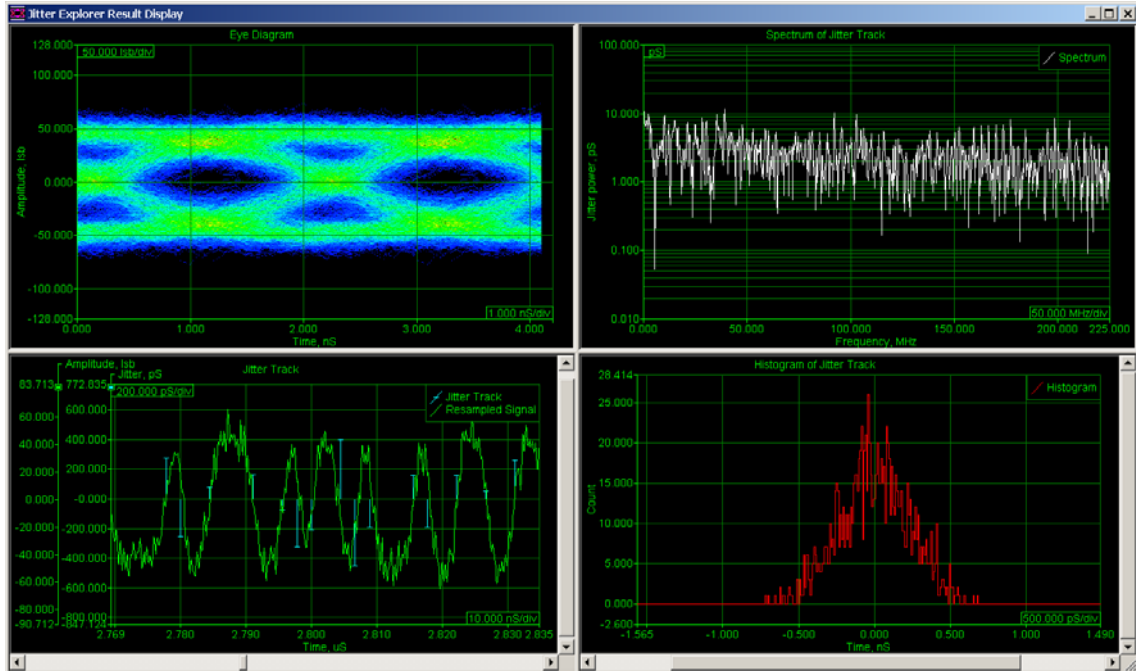 Jitter Explorer Result Display
Eye Diagram
128.000
50.000 lsb/div
100.000
50.000
0.000
-50.000
-100.000
-128.000
Amplitude, lsb
1.000 nS/div
0.000 1.000 2.000 3.000 4.000
Time, nS
Spectrum of Jitter Track
100.000
pS
Spectrum
10.000
1.000
0.100
0.010
Jitter power, pS
50.000 MHz/div
0.000 50.000 100.000 150.000 200.000 225.000
Frequency, MHz
Amplitude, lsb
Jitter, pS
Jitter Track
83.713 772.835
200.000 pS/div
Jitter Track
Resampled Signal
60.000 600.000
40.000 400.000
20.000 200.000
0.000 -0.000
-20.000 -200.000
-40.000 -400.000
-60.000 -600.000
-80.000 -800.000
-90.712 -847.124
10.000 nS/div
2.769 2.780 2.790 2.800 2.810 2.820 2.830 2.835
Time, uS
Histogram of Jitter Track
28.414
Histogram
25.000
20.000
15.000
10.000
5.000
0.000
-2.600
Count
500.000 pS/div
-1.565 -1.000 -0.500 0.000 0.500 1.000 1.490
Time, nS